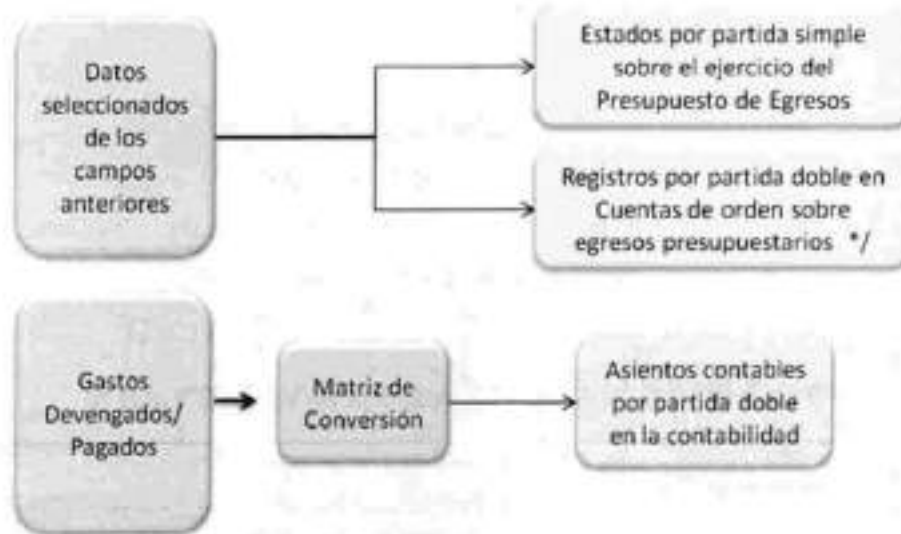 Datos
seleccionados
de los
campos
anteriores
Estados por partida simple
sobre el ejercicio del
Presupuesto de Egresos
Registros por partida doble en
Cuentas de orden sobre
egresos presupuestarios */
Gastos
Devengados/
Pagados
Matriz de
Conversión
Asientos contables
por partida doble
en la contabilidad